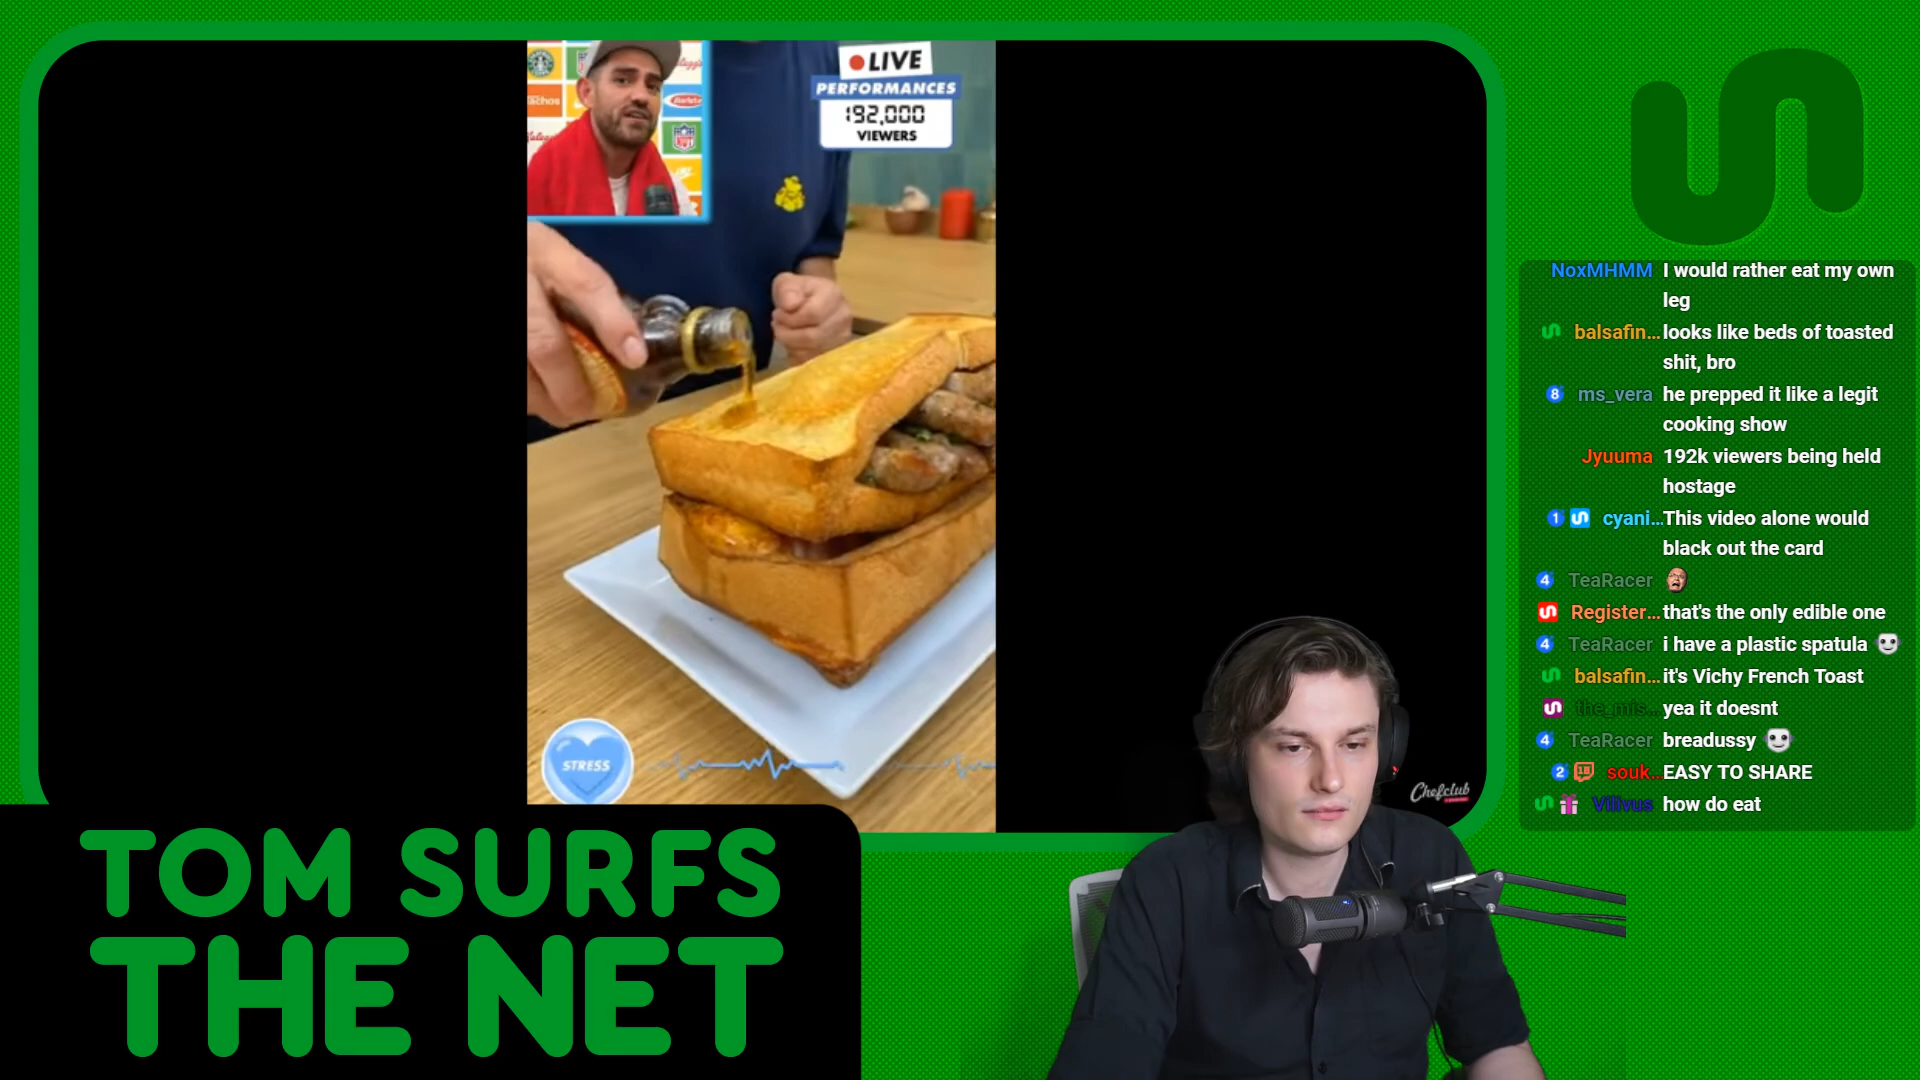 LIVE
PERFORMANCES
192,000
VIEWERS
STRESS
Chefclub
TOM SURFS
THE NET
NoxMHMM I would rather eat my own
leg
balsafin... looks like beds of toasted
shit, bro
8 ms_vera he prepped it like a legit
cooking show
Jyuuma 192k viewers being held
hostage
1 cyani... This video alone would
black out the card
4 TeaRacer
Register... that's the only edible one
4 TeaRacer i have a plastic spatula
balsafin... it's Vichy French Toast
the_mis... yea it doesnt
4 TeaRacer breadussy
2 souk... EASY TO SHARE
Vilivus how do eat